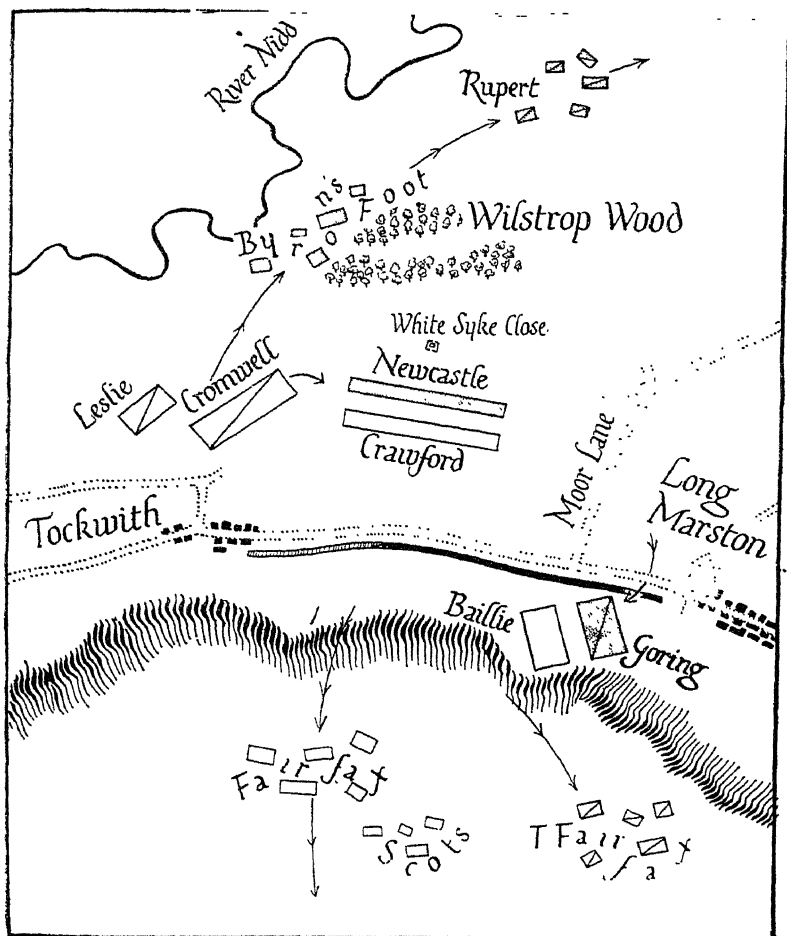 River Nidd
Rupert
Byron's Foot
Wilstrop Wood
White Syke Close
Newcastle
Leslie
Cromwell
Crawford
Moor Lane
Long
Marston
Tockwith
Baillie
Goring
Fairfax
Scots
T Fairfax